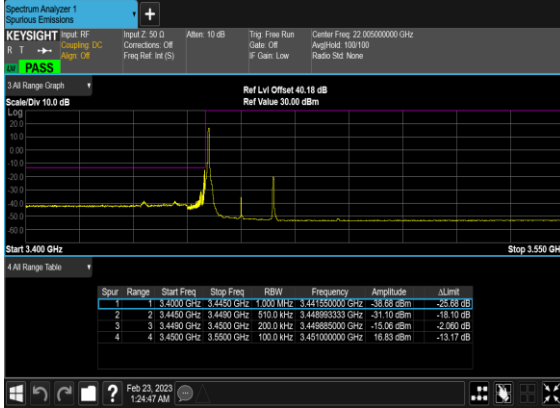 Spectrum Analyzer 1
Spurious Emissions
+
KEYSIGHT Input: RF Input Z: 50 Ω Atten: 10 dB Trig: Free Run Center Freq: 22.005000000 GHz
R T Coupling: DC Corrections: Off Gate: Off Avg|Hold: 100/100
Align: Off Freq Ref: Int (S) IF Gain: Low Radio Std: None
PASS
3 All Range Graph
Ref Lvl Offset 40.18 dB
Scale/Div 10.0 dB Ref Value 30.00 dBm
Log
20.0
10.0
0.00
-10.0
-20.0
-30.0
-40.0
-50.0
-60.0
Start 3.400 GHz Stop 3.550 GH
4 All Range Table
Spur Range Start Freq Stop Freq RBW Frequency Amplitude ΔLimit
1 1 3.4000 GHz 3.4450 GHz 1.000 MHz 3.441550000 GHz -38.68 dBm -25.68 dB
2 2 3.4450 GHz 3.4490 GHz 510.0 kHz 3.448993333 GHz -31.10 dBm -18.10 dB
3 3 3.4490 GHz 3.4500 GHz 200.0 kHz 3.449885000 GHz -15.06 dBm -2.060 dB
4 4 3.4500 GHz 3.5500 GHz 100.0 kHz 3.451000000 GHz 16.83 dBm -13.17 dB
? Feb 23, 2023
1:24:47 AM